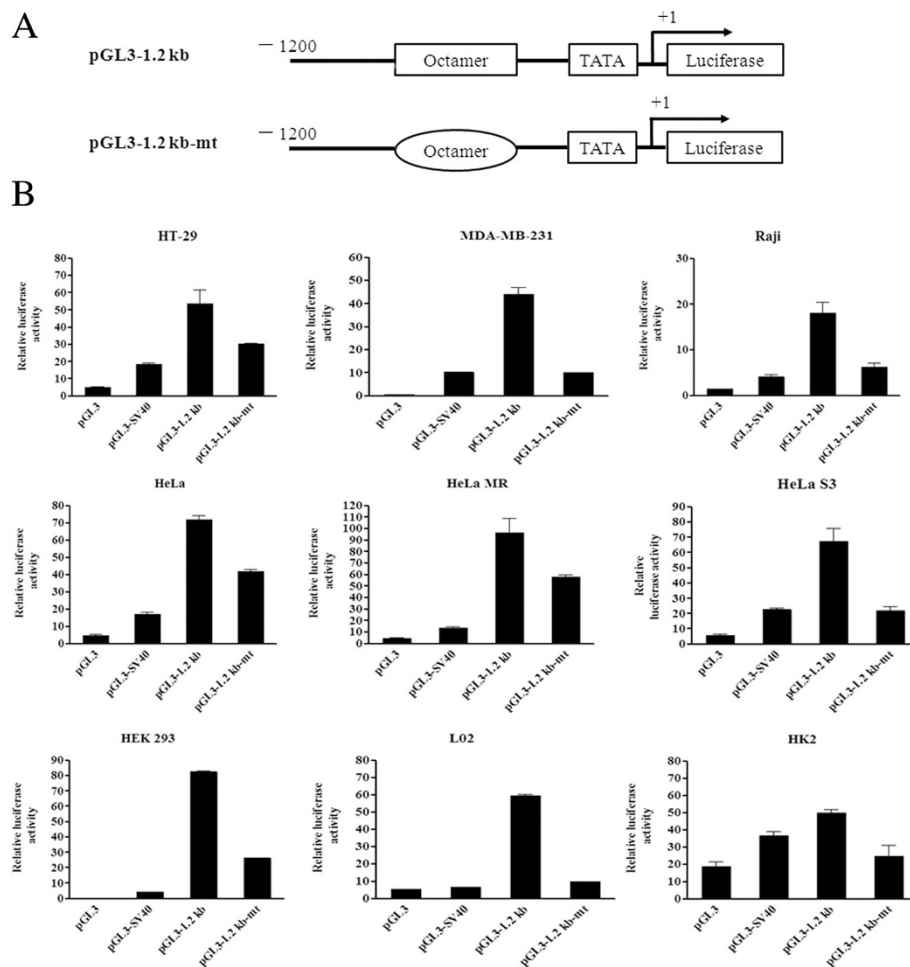 A
pGL3-1.2 kb
— 1200
Octamer
TATA
+1
Luciferase
pGL3-1.2 kb-mt
— 1200
Octamer
TATA
+1
Luciferase
B
HT-29
Relative luciferase
activity
80
70
60
50
40
30
20
10
0
pGL3
pGL3-SV40
pGL3-1.2 kb
pGL3-1.2 kb-mt
MDA-MB-231
Relative luciferase
activity
60
50
40
30
20
10
0
pGL3
pGL3-SV40
pGL3-1.2 kb
pGL3-1.2 kb-mt
Raji
Relative luciferase
activity
30
20
10
0
pGL3
pGL3-SV40
pGL3-1.2 kb
pGL3-1.2 kb-mt
HeLa
Relative luciferase
activity
80
70
60
50
40
30
20
10
0
pGL3
pGL3-SV40
pGL3-1.2 kb
pGL3-1.2 kb-mt
HeLa MR
Relative luciferase
activity
120
110
100
90
80
70
60
50
40
30
20
10
0
pGL3
pGL3-SV40
pGL3-1.2 kb
pGL3-1.2 kb-mt
HeLa S3
Relative
luciferase activity
90
80
70
60
50
40
30
20
10
0
pGL3
pGL3-SV40
pGL3-1.2 kb
pGL3-1.2 kb-mt
HEK 293
Relative luciferase
activity
90
80
70
60
50
40
30
20
10
0
pGL3
pGL3-SV40
pGL3-1.2 kb
pGL3-1.2 kb-mt
L02
Relative luciferase
activity
80
70
60
50
40
30
20
10
0
pGL3
pGL3-SV40
pGL3-1.2 kb
pGL3-1.2 kb-mt
HK2
Relative luciferase
activity
80
70
60
50
40
30
20
10
0
pGL3
pGL3-SV40
pGL3-1.2 kb
pGL3-1.2 kb-mt